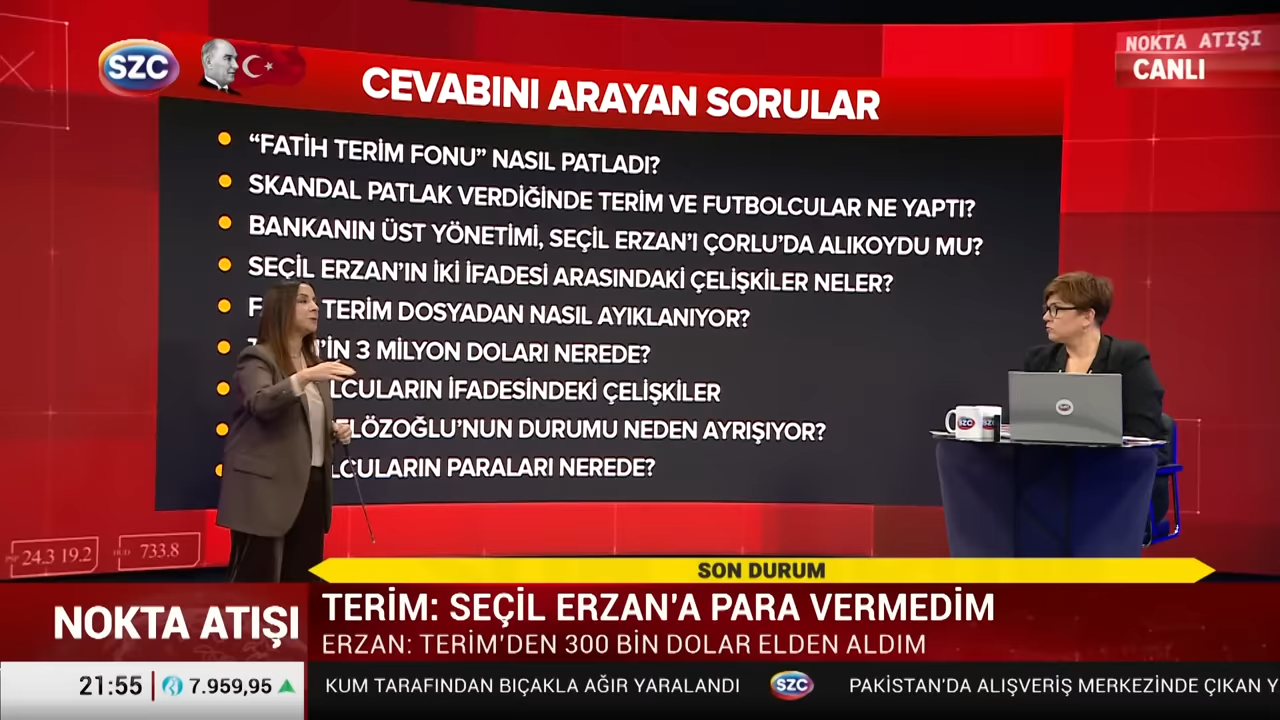 SZC
NOKTA ATIŞI
CANLI
CEVABINI ARAYAN SORULAR
“FATİH TERİM FONU” NASIL PATLADI?
SKANDAL PATLAK VERDİĞİNDE TERİM VE FUTBOLCULAR NE YAPTI?
BANKANIN ÜST YÖNETİMİ, SEÇİL ERZAN’I ÇORLU’DA ALIKOYDU MU?
SEÇİL ERZAN’IN İKİ İFADESİ ARASINDAKİ ÇELİŞKİLER NELER?
TERİM DOSYADAN NASIL AYIKLANIYOR?
’İN 3 MİLYON DOLARI NEREDE?
LCULARIN İFADESİNDEKİ ÇELİŞKİLER
LÖZOĞLU’NUN DURUMU NEDEN AYRIŞIYOR?
LCULARIN PARALARI NEREDE?
SZC
24.3 19.2
733.8
SON DURUM
NOKTA ATIŞI
TERİM: SEÇİL ERZAN’A PARA VERMEDİM
ERZAN: TERİM’DEN 300 BİN DOLAR ELDEN ALDIM
21:55 7.959,95
KUM TARAFINDAN BIÇAKLA AĞIR YARALANDI SZC PAKİSTAN’DA ALIŞVERİŞ MERKEZİNDE ÇIKAN Y